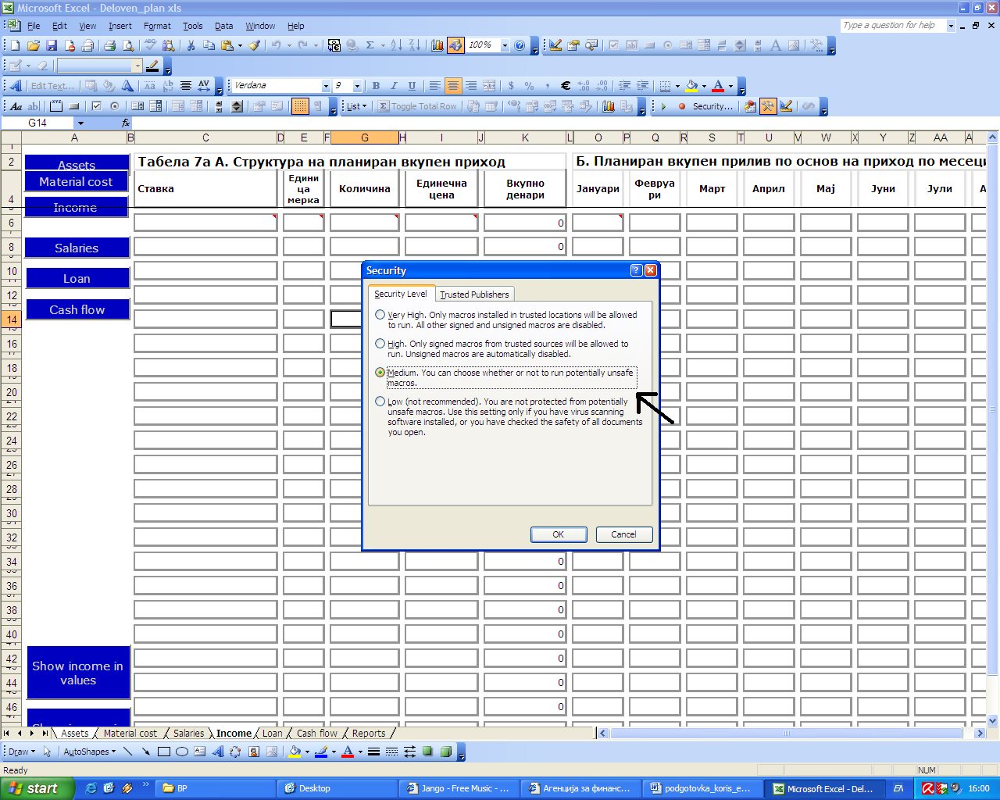 Microsoft Excel - Deloven_plan xls
File Edit View Insert Format Tools Data Window Help
Type a question for help
100%
Edit Text...
Verdana 9 B I U
List Toggle Total Row Security...
G14 fx
A B C D E F G H I J K L O P Q R S T U V W X Y Z AA A
2 Assets Табела 7а А. Структура на планиран вкупен приход Б. Планиран вкупен прилив по основ на приход по месеци
Material cost
4 Ставка Едини ца мерка Количина Единечна цена Вкупно денари Јануари Февруа ри Март Април Мај Јуни Јули А
Income
6 0
8 Salaries 0
10 Loan
12 Cash flow
14
16
18
20
22
24
26
28
30
32
34 0
36 0
38 0
40 0
42 0
44 0
46 0
Show income in
values
Security
Security Level Trusted Publishers
Very High. Only macros installed in trusted locations will be allowed
to run. All other signed and unsigned macros are disabled.
High. Only signed macros from trusted sources will be allowed to
run. Unsigned macros are automatically disabled.
Medium. You can choose whether or not to run potentially unsafe
macros.
Low (not recommended). You are not protected from potentially
unsafe macros. Use this setting only if you have virus scanning
software installed, or you have checked the safety of all documents
you open.
OK Cancel
Assets Material cost Salaries Income Loan Cash flow Reports
Draw AutoShapes
Ready NUM
start BP Desktop Jango - Free Music - ... Агенција за финанс... podgotovka_koris_e... Microsoft Excel - Del... EN 16:00